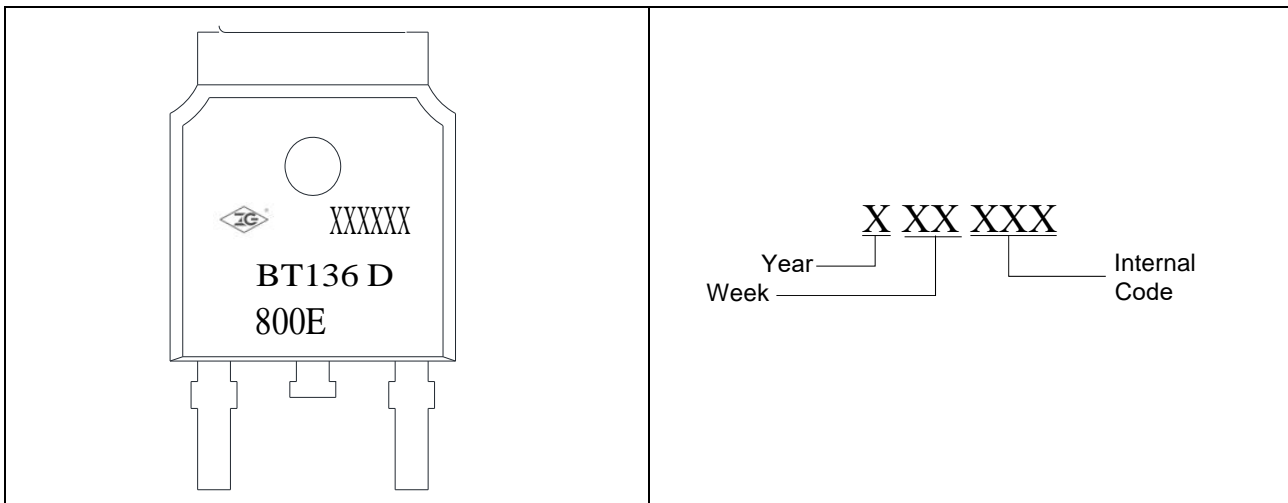 XXXXXX
BT136 D
800E
X XX XXX
Year
Week
Internal
Code